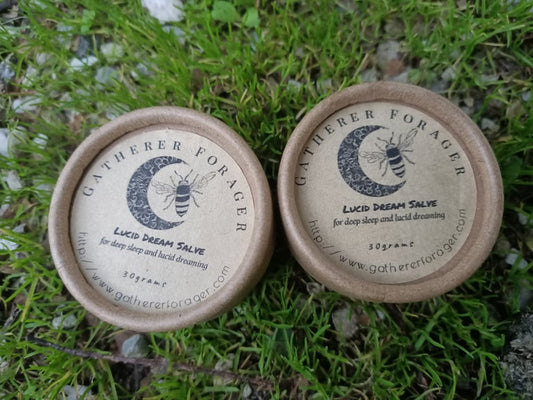 GATHERER FORAGER
LUCID DREAM SALVE
for deep sleep and lucid dreaming
30grams
http://www.gathererforager.com
GATHERER FORAGER
LUCID DREAM SALVE
for deep sleep and lucid dreaming
30grams
http://www.gathererforager.com